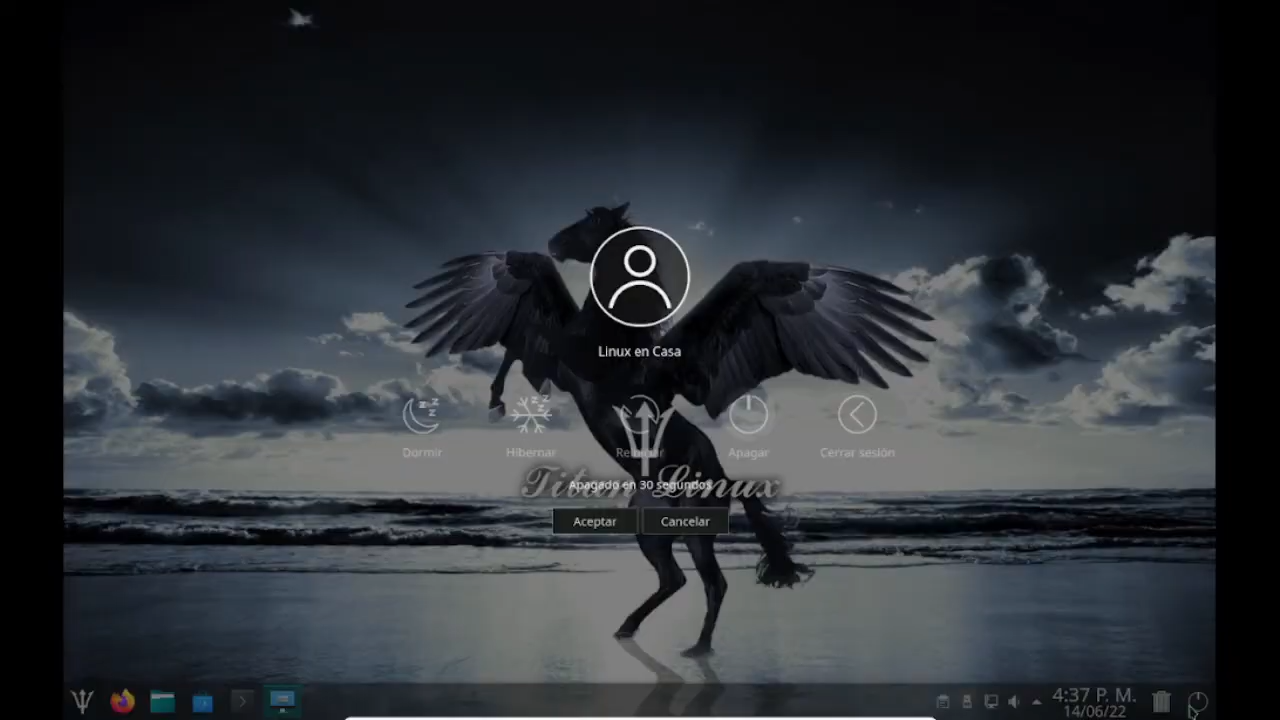 Linux en Casa
Dormir
Hibernar
Reiniciar
Apagar
Cerrar sesión
Titan Linux
Apagado en 30 segundos
Aceptar
Cancelar
4:37 P. M.
14/06/22